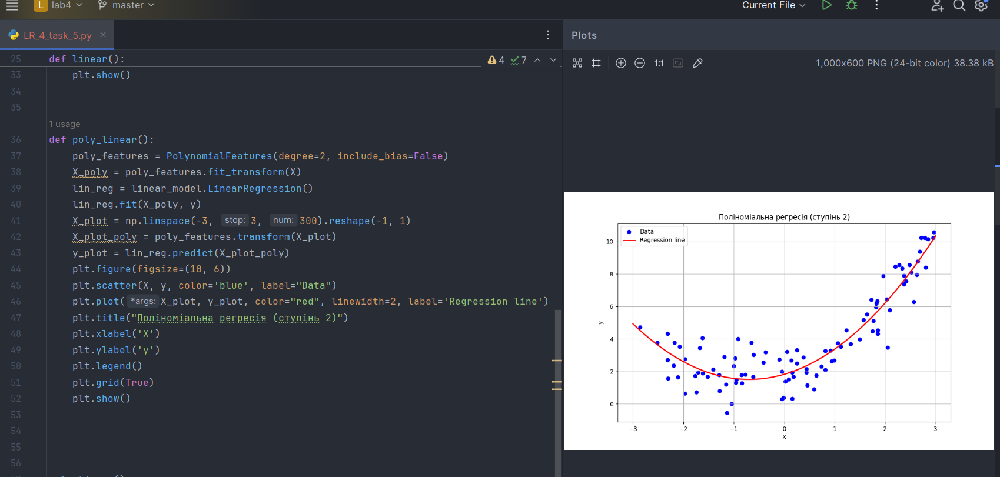 L lab4 master Current File
LR_4_task_5.py
Plots
4 7
1:1 1,000x600 PNG (24-bit color) 38.38 kB
25 def linear():
33 plt.show()
34
35
1 usage
36 def poly_linear():
37 poly_features = PolynomialFeatures(degree=2, include_bias=False)
38 X_poly = poly_features.fit_transform(X)
39 lin_reg = linear_model.LinearRegression()
40 lin_reg.fit(X_poly, y)
41 X_plot = np.linspace(-3, stop: 3, num: 300).reshape(-1, 1)
42 X_plot_poly = poly_features.transform(X_plot)
43 y_plot = lin_reg.predict(X_plot_poly)
44 plt.figure(figsize=(10, 6))
45 plt.scatter(X, y, color='blue', label="Data")
46 plt.plot( *args: X_plot, y_plot, color="red", linewidth=2, label='Regression line')
47 plt.title("Поліноміальна регресія (ступінь 2)")
48 plt.xlabel('X')
49 plt.ylabel('y')
50 plt.legend()
51 plt.grid(True)
52 plt.show()
53
54
55
56
Поліноміальна регресія (ступінь 2)
Data
Regression line
10
8
6
y
4
2
0
−3 −2 −1 0 1 2 3
X